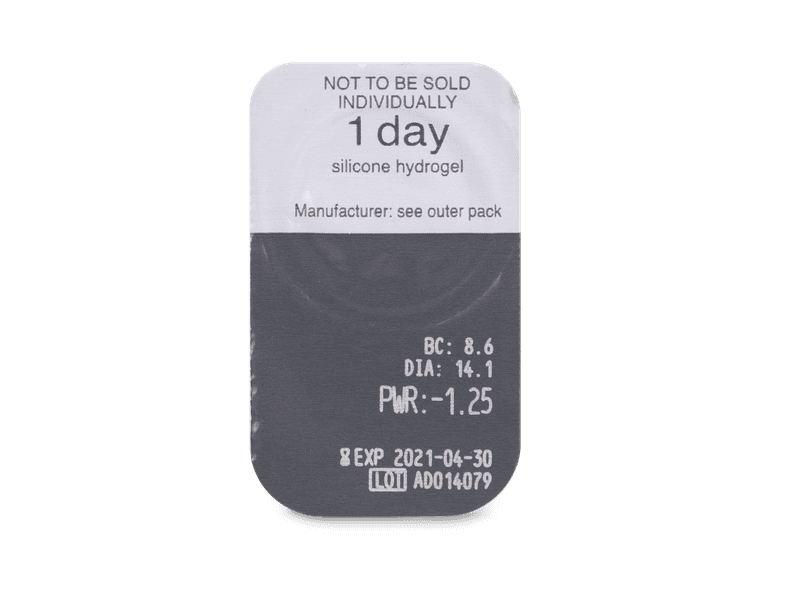 NOT TO BE SOLD
INDIVIDUALLY
1 day
silicone hydrogel
Manufacturer: see outer pack
BC: 8.6
DIA: 14.1
PWR:-1.25
EXP 2021-04-30
LOT AD014079